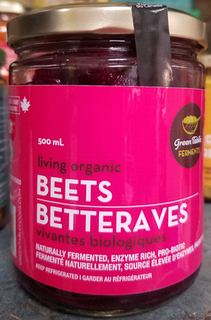 Green Table
FERMENTS
500 mL
living organic
BEETS
BETTERAVES
vivantes biologiques
NATURALLY FERMENTED, ENZYME RICH, PRO-BIOTIC
FERMENTÉ NATURELLEMENT, SOURCE ÉLEVÉE D'ENZYMES,
KEEP REFRIGERATED | GARDER AU RÉFRIGÉRATEUR